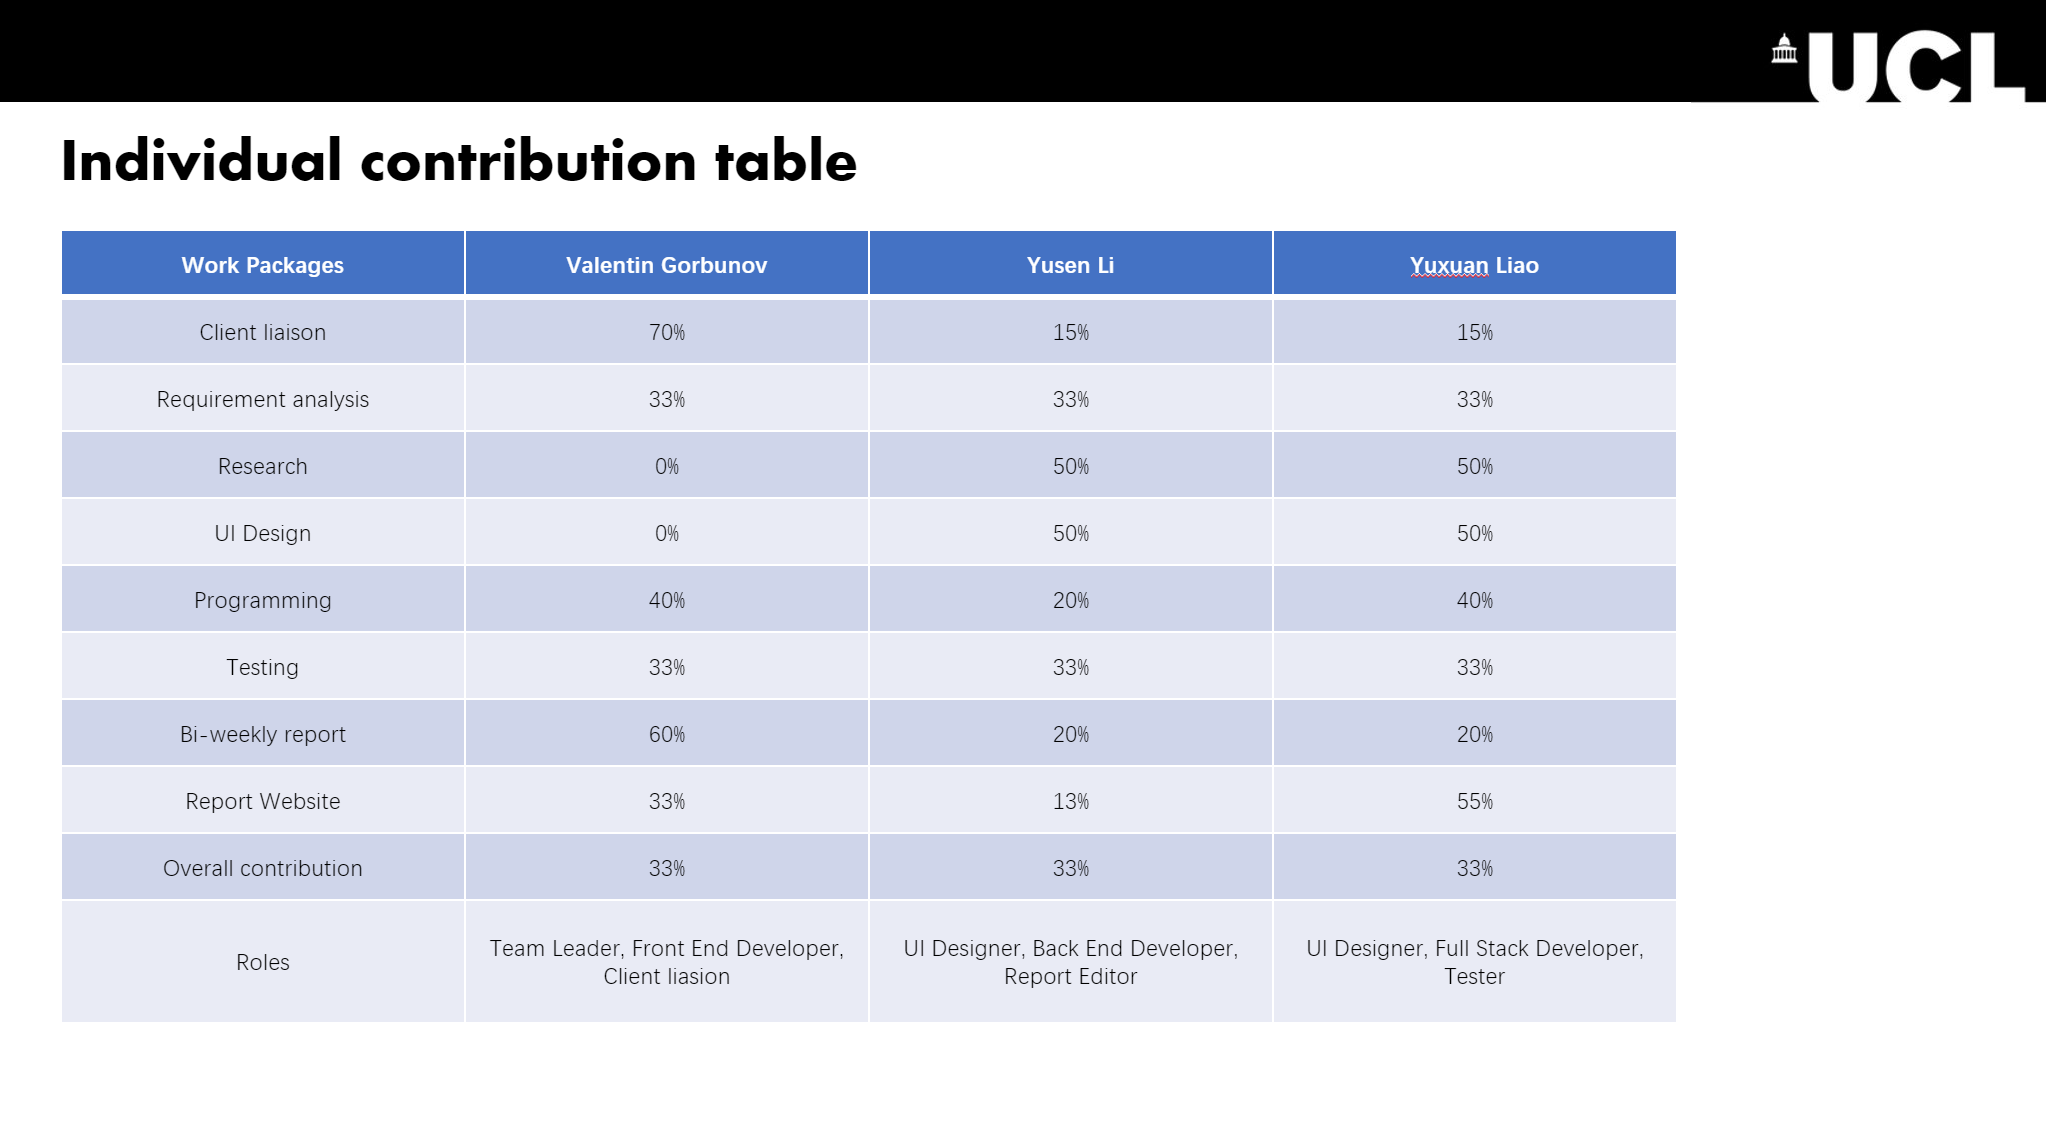 UCL
Individual contribution table
Work Packages Valentin Gorbunov Yusen Li Yuxuan Liao
Client liaison 70% 15% 15%
Requirement analysis 33% 33% 33%
Research 0% 50% 50%
UI Design 0% 50% 50%
Programming 40% 20% 40%
Testing 33% 33% 33%
Bi-weekly report 60% 20% 20%
Report Website 33% 13% 55%
Overall contribution 33% 33% 33%
Roles
Team Leader, Front End Developer,
Client liasion
UI Designer, Back End Developer,
Report Editor
UI Designer, Full Stack Developer,
Tester